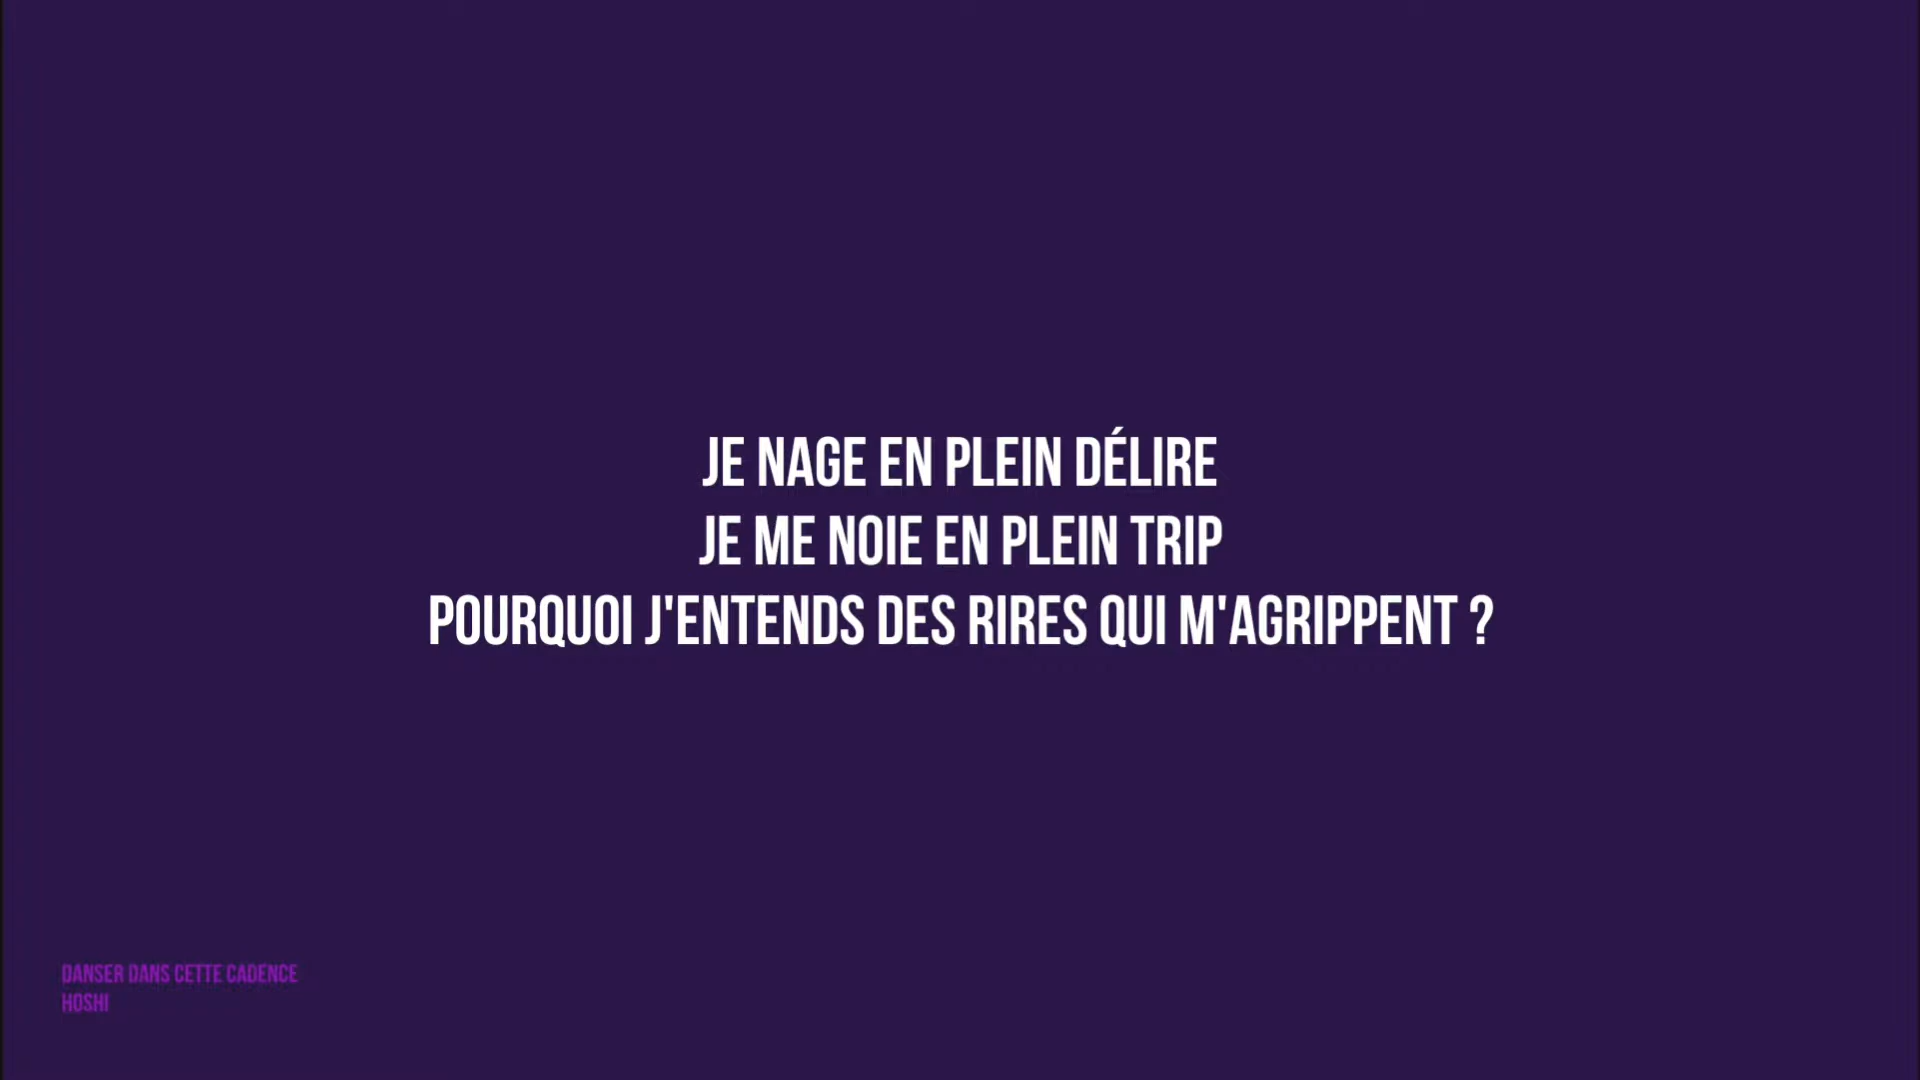 JE NAGE EN PLEIN DÉLIRE
JE ME NOIE EN PLEIN TRIP
POURQUOI J'ENTENDS DES RIRES QUI M'AGRIPPENT ?
DANSER DANS CETTE CADENCE
HOSHI